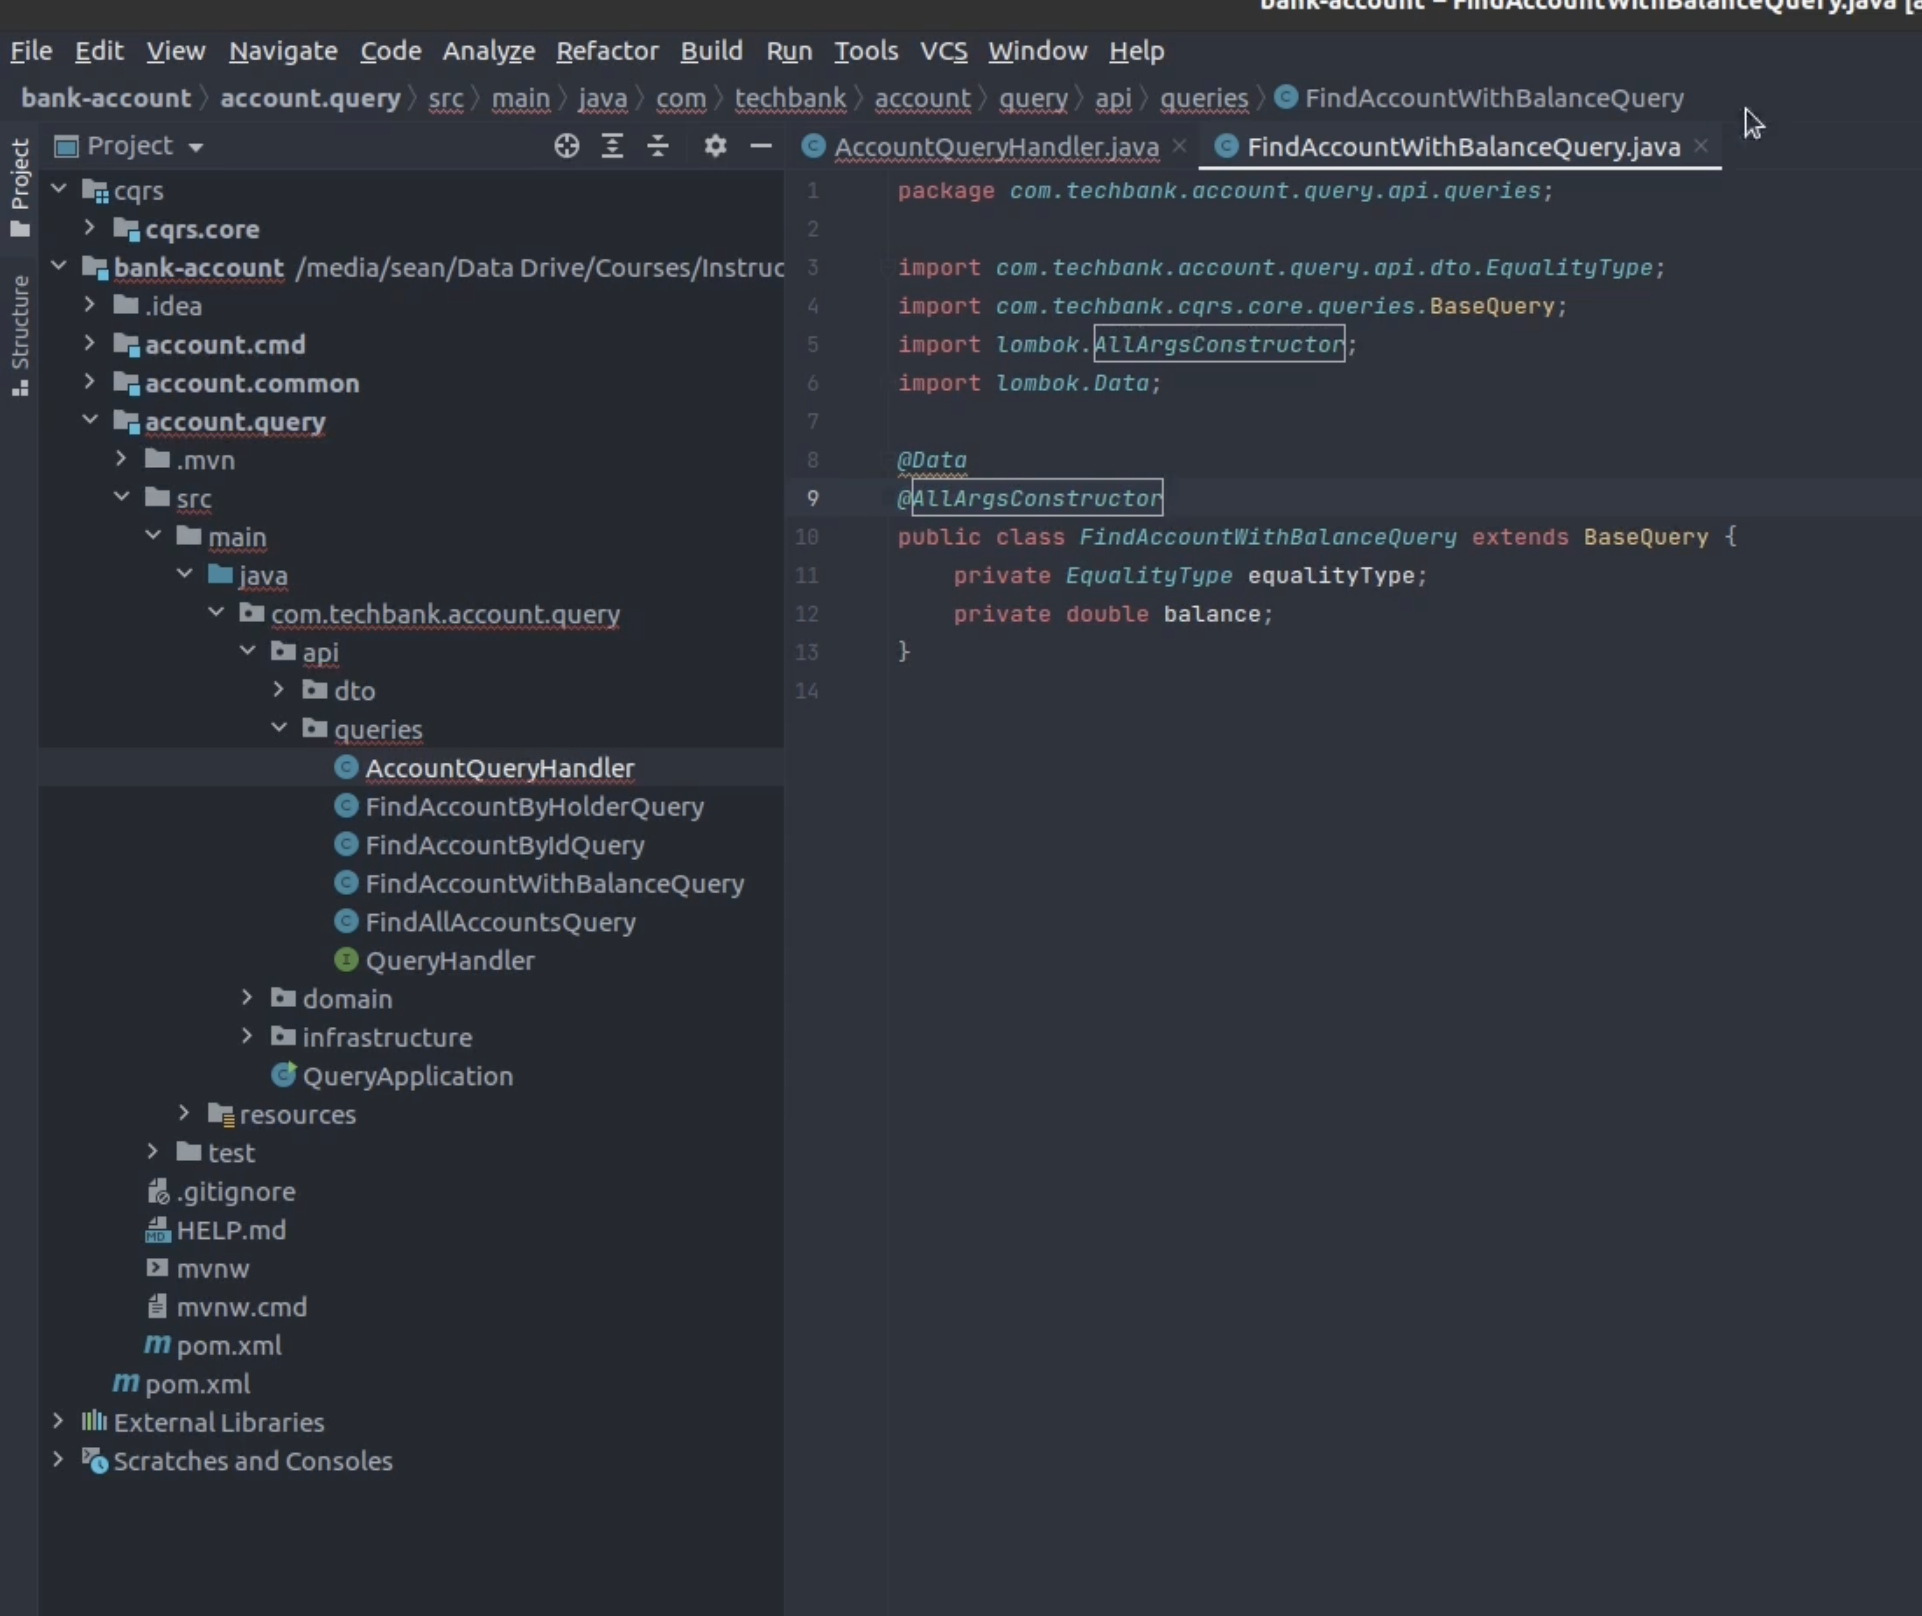 bank-account – FindAccountWithBalanceQuery.java
File Edit View Navigate Code Analyze Refactor Build Run Tools VCS Window Help
bank-account account.query src main java com techbank account query api queries FindAccountWithBalanceQuery
Project
Structure
Project
cqrs
cqrs.core
bank-account /media/sean/Data Drive/Courses/Instruc
.idea
account.cmd
account.common
account.query
.mvn
src
main
java
com.techbank.account.query
api
dto
queries
AccountQueryHandler
FindAccountByHolderQuery
FindAccountByIdQuery
FindAccountWithBalanceQuery
FindAllAccountsQuery
QueryHandler
domain
infrastructure
QueryApplication
resources
test
.gitignore
HELP.md
mvnw
mvnw.cmd
pom.xml
pom.xml
External Libraries
Scratches and Consoles
AccountQueryHandler.java FindAccountWithBalanceQuery.java
1 package com.techbank.account.query.api.queries;
2
3 import com.techbank.account.query.api.dto.EqualityType;
4 import com.techbank.cqrs.core.queries.BaseQuery;
5 import lombok.AllArgsConstructor;
6 import lombok.Data;
7
8 @Data
9 @AllArgsConstructor
10 public class FindAccountWithBalanceQuery extends BaseQuery {
11 private EqualityType equalityType;
12 private double balance;
13 }
14